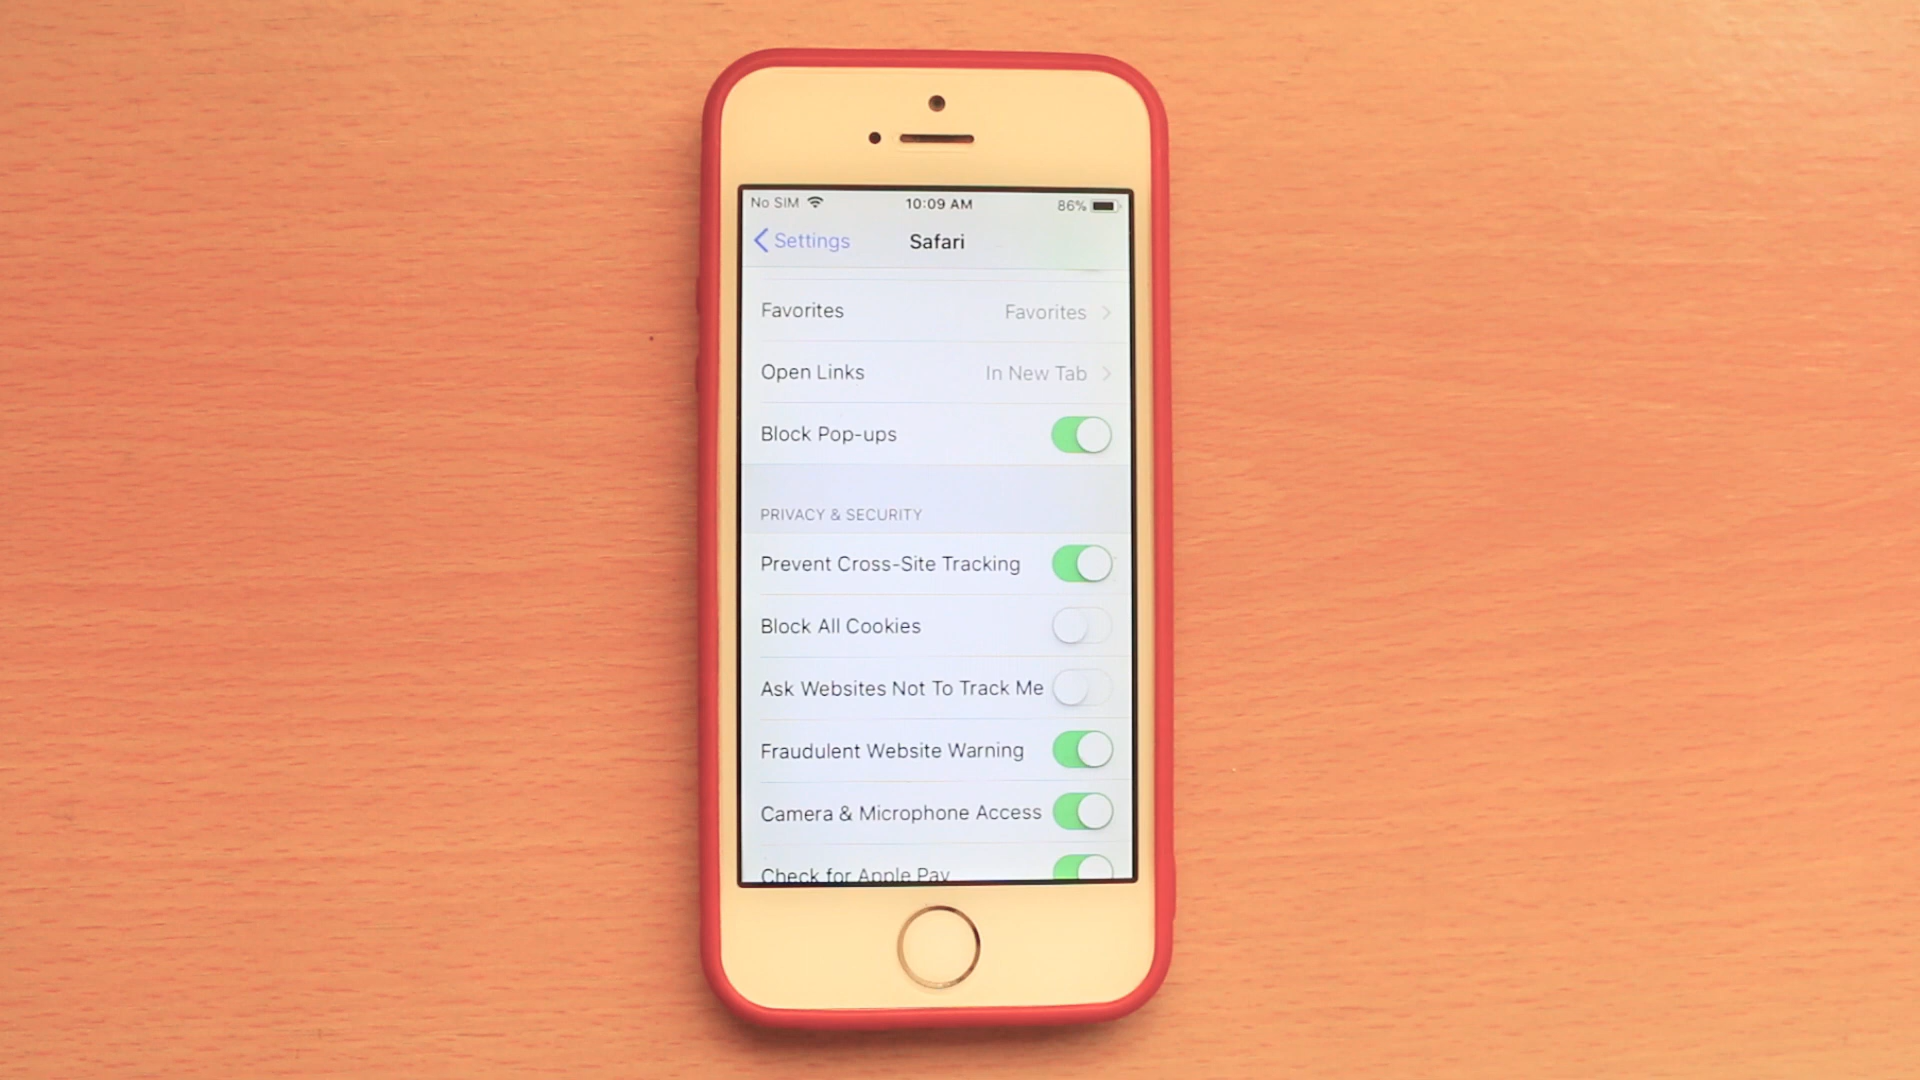 No SIM 10:09 AM 86%
Settings Safari
Favorites Favorites
Open Links In New Tab
Block Pop-ups
PRIVACY & SECURITY
Prevent Cross-Site Tracking
Block All Cookies
Ask Websites Not To Track Me
Fraudulent Website Warning
Camera & Microphone Access
Check for Apple Pay